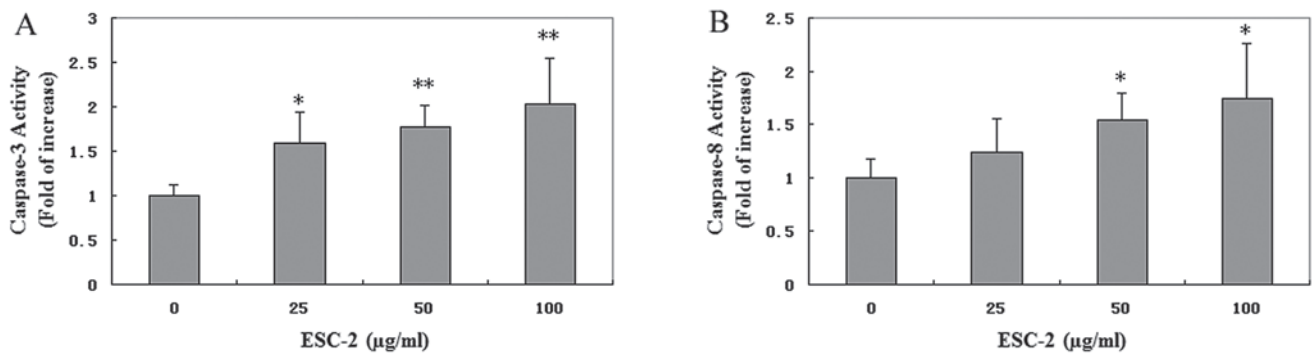 A
Caspase-3 Activity
(Fold of increase)
3
2.5
2
1.5
1
0.5
0
*
**
**
0 25 50 100
ESC-2 (µg/ml)
B
Caspase-8 Activity
(Fold of increase)
2.5
2
1.5
1
0.5
0
*
*
0 25 50 100
ESC-2 (µg/ml)